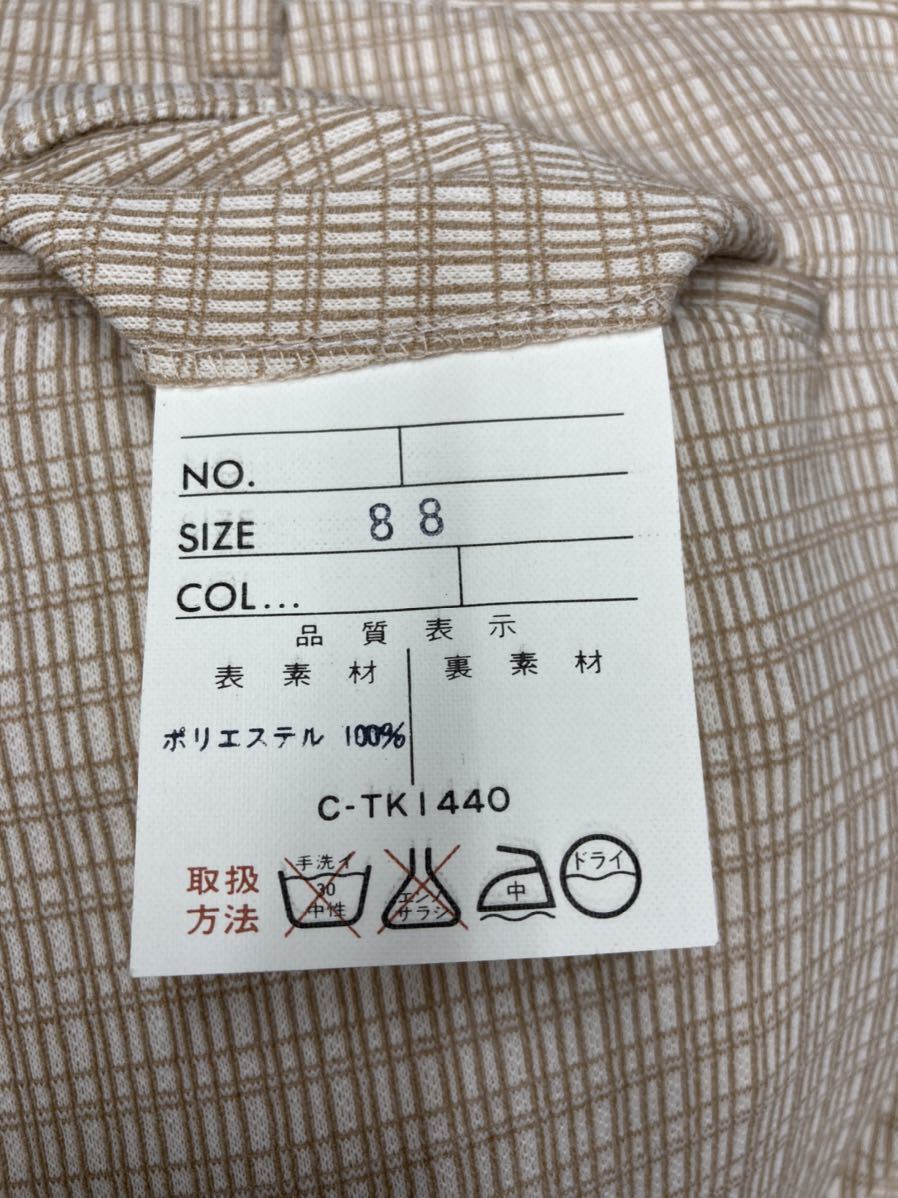 NO.
SIZE 88
COL...
品質表示
表素材 裏素材
ポリエステル 100%
C-TK1440
取扱方法
手洗イ
30
中性
エンソ
サラシ
中
ドライ